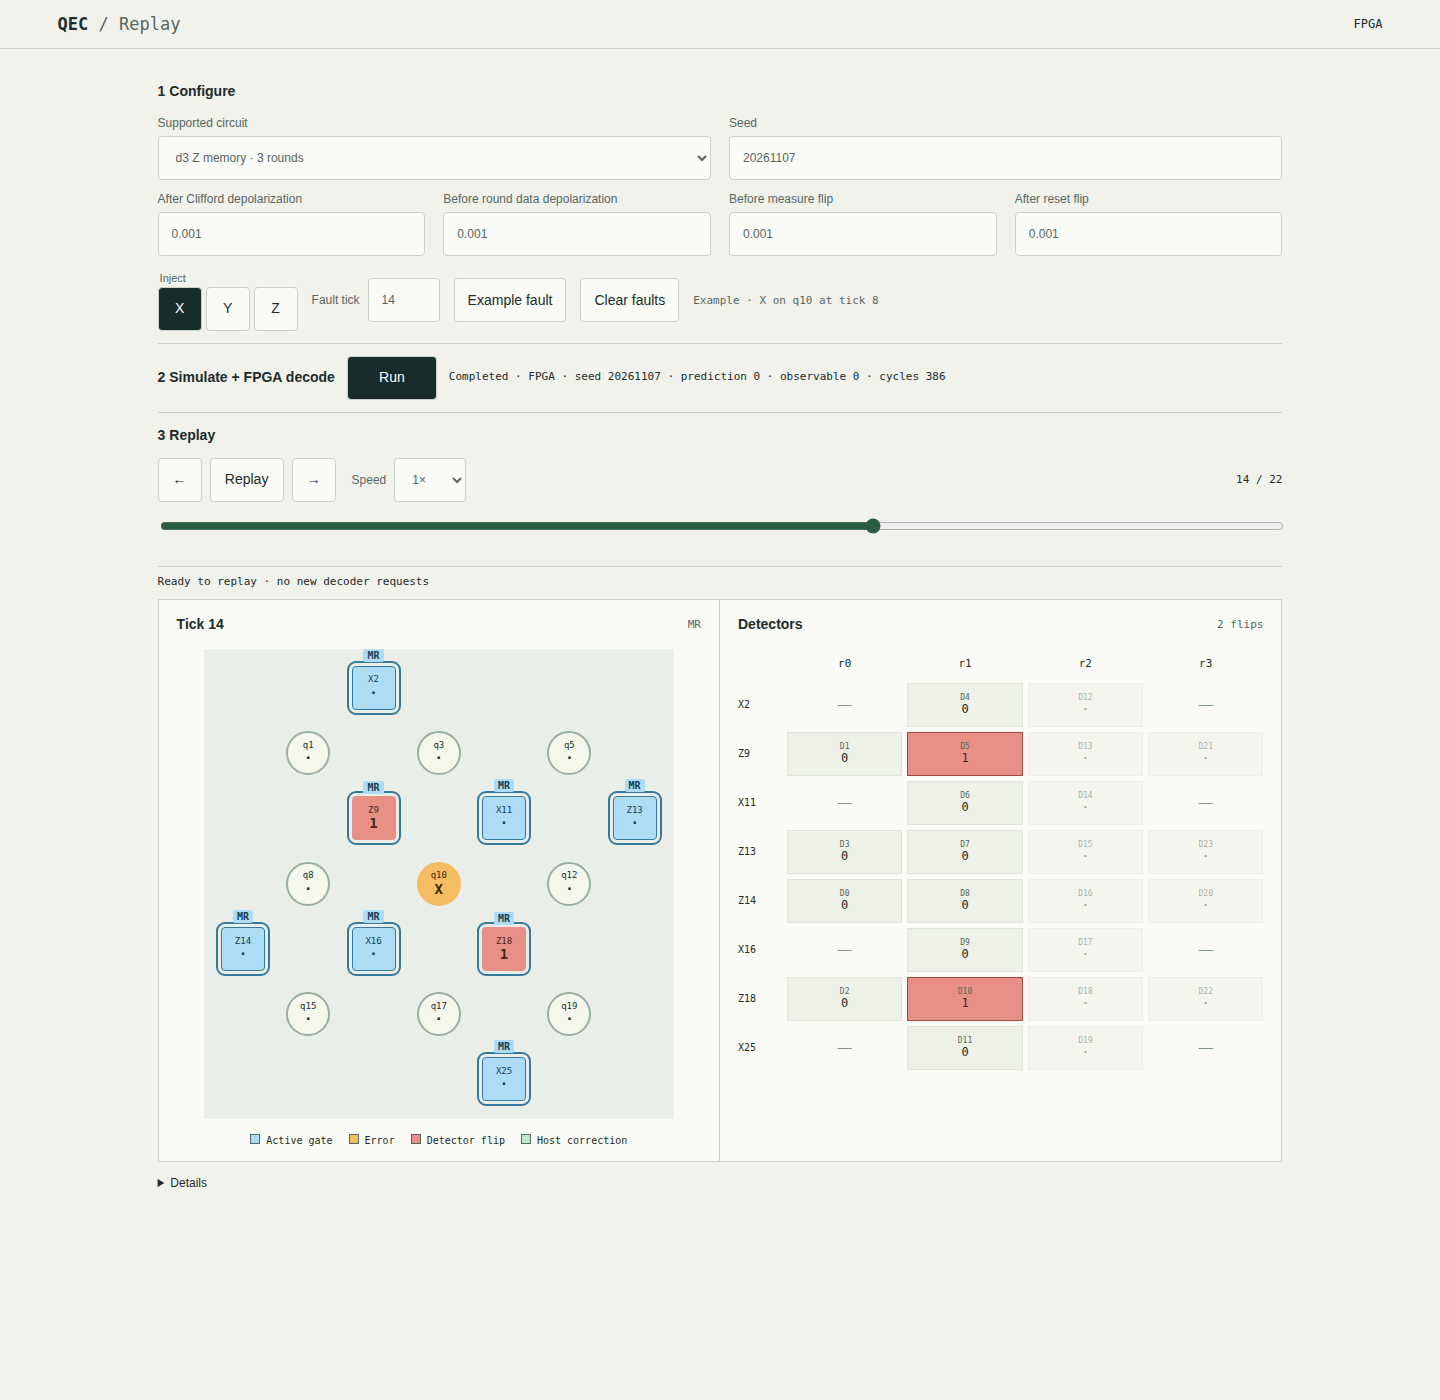 QEC / Replay
FPGA
1 Configure
Supported circuit
Seed
d3 Z memory · 3 rounds
20261107
After Clifford depolarization
Before round data depolarization
Before measure flip
After reset flip
0.001
0.001
0.001
0.001
Inject
X
Y
Z
Fault tick
14
Example fault
Clear faults
Example · X on q10 at tick 8
2 Simulate + FPGA decode
Run
Completed · FPGA · seed 20261107 · prediction 0 · observable 0 · cycles 386
3 Replay
←
Replay
→
Speed
1×
14 / 22
Ready to replay · no new decoder requests
Tick 14
MR
MR
X2
·
q1
·
q3
·
q5
·
MR
Z9
1
MR
X11
·
MR
Z13
·
q8
·
q10
X
q12
·
MR
Z14
·
MR
X16
·
MR
Z18
1
q15
·
q17
·
q19
·
MR
X25
·
Active gate
Error
Detector flip
Host correction
Detectors
2 flips
r0 r1 r2 r3
X2 — D4 0 D12 · —
Z9 D1 0 D5 1 D13 · D21 ·
X11 — D6 0 D14 · —
Z13 D3 0 D7 0 D15 · D23 ·
Z14 D0 0 D8 0 D16 · D20 ·
X16 — D9 0 D17 · —
Z18 D2 0 D10 1 D18 · D22 ·
X25 — D11 0 D19 · —
▶ Details